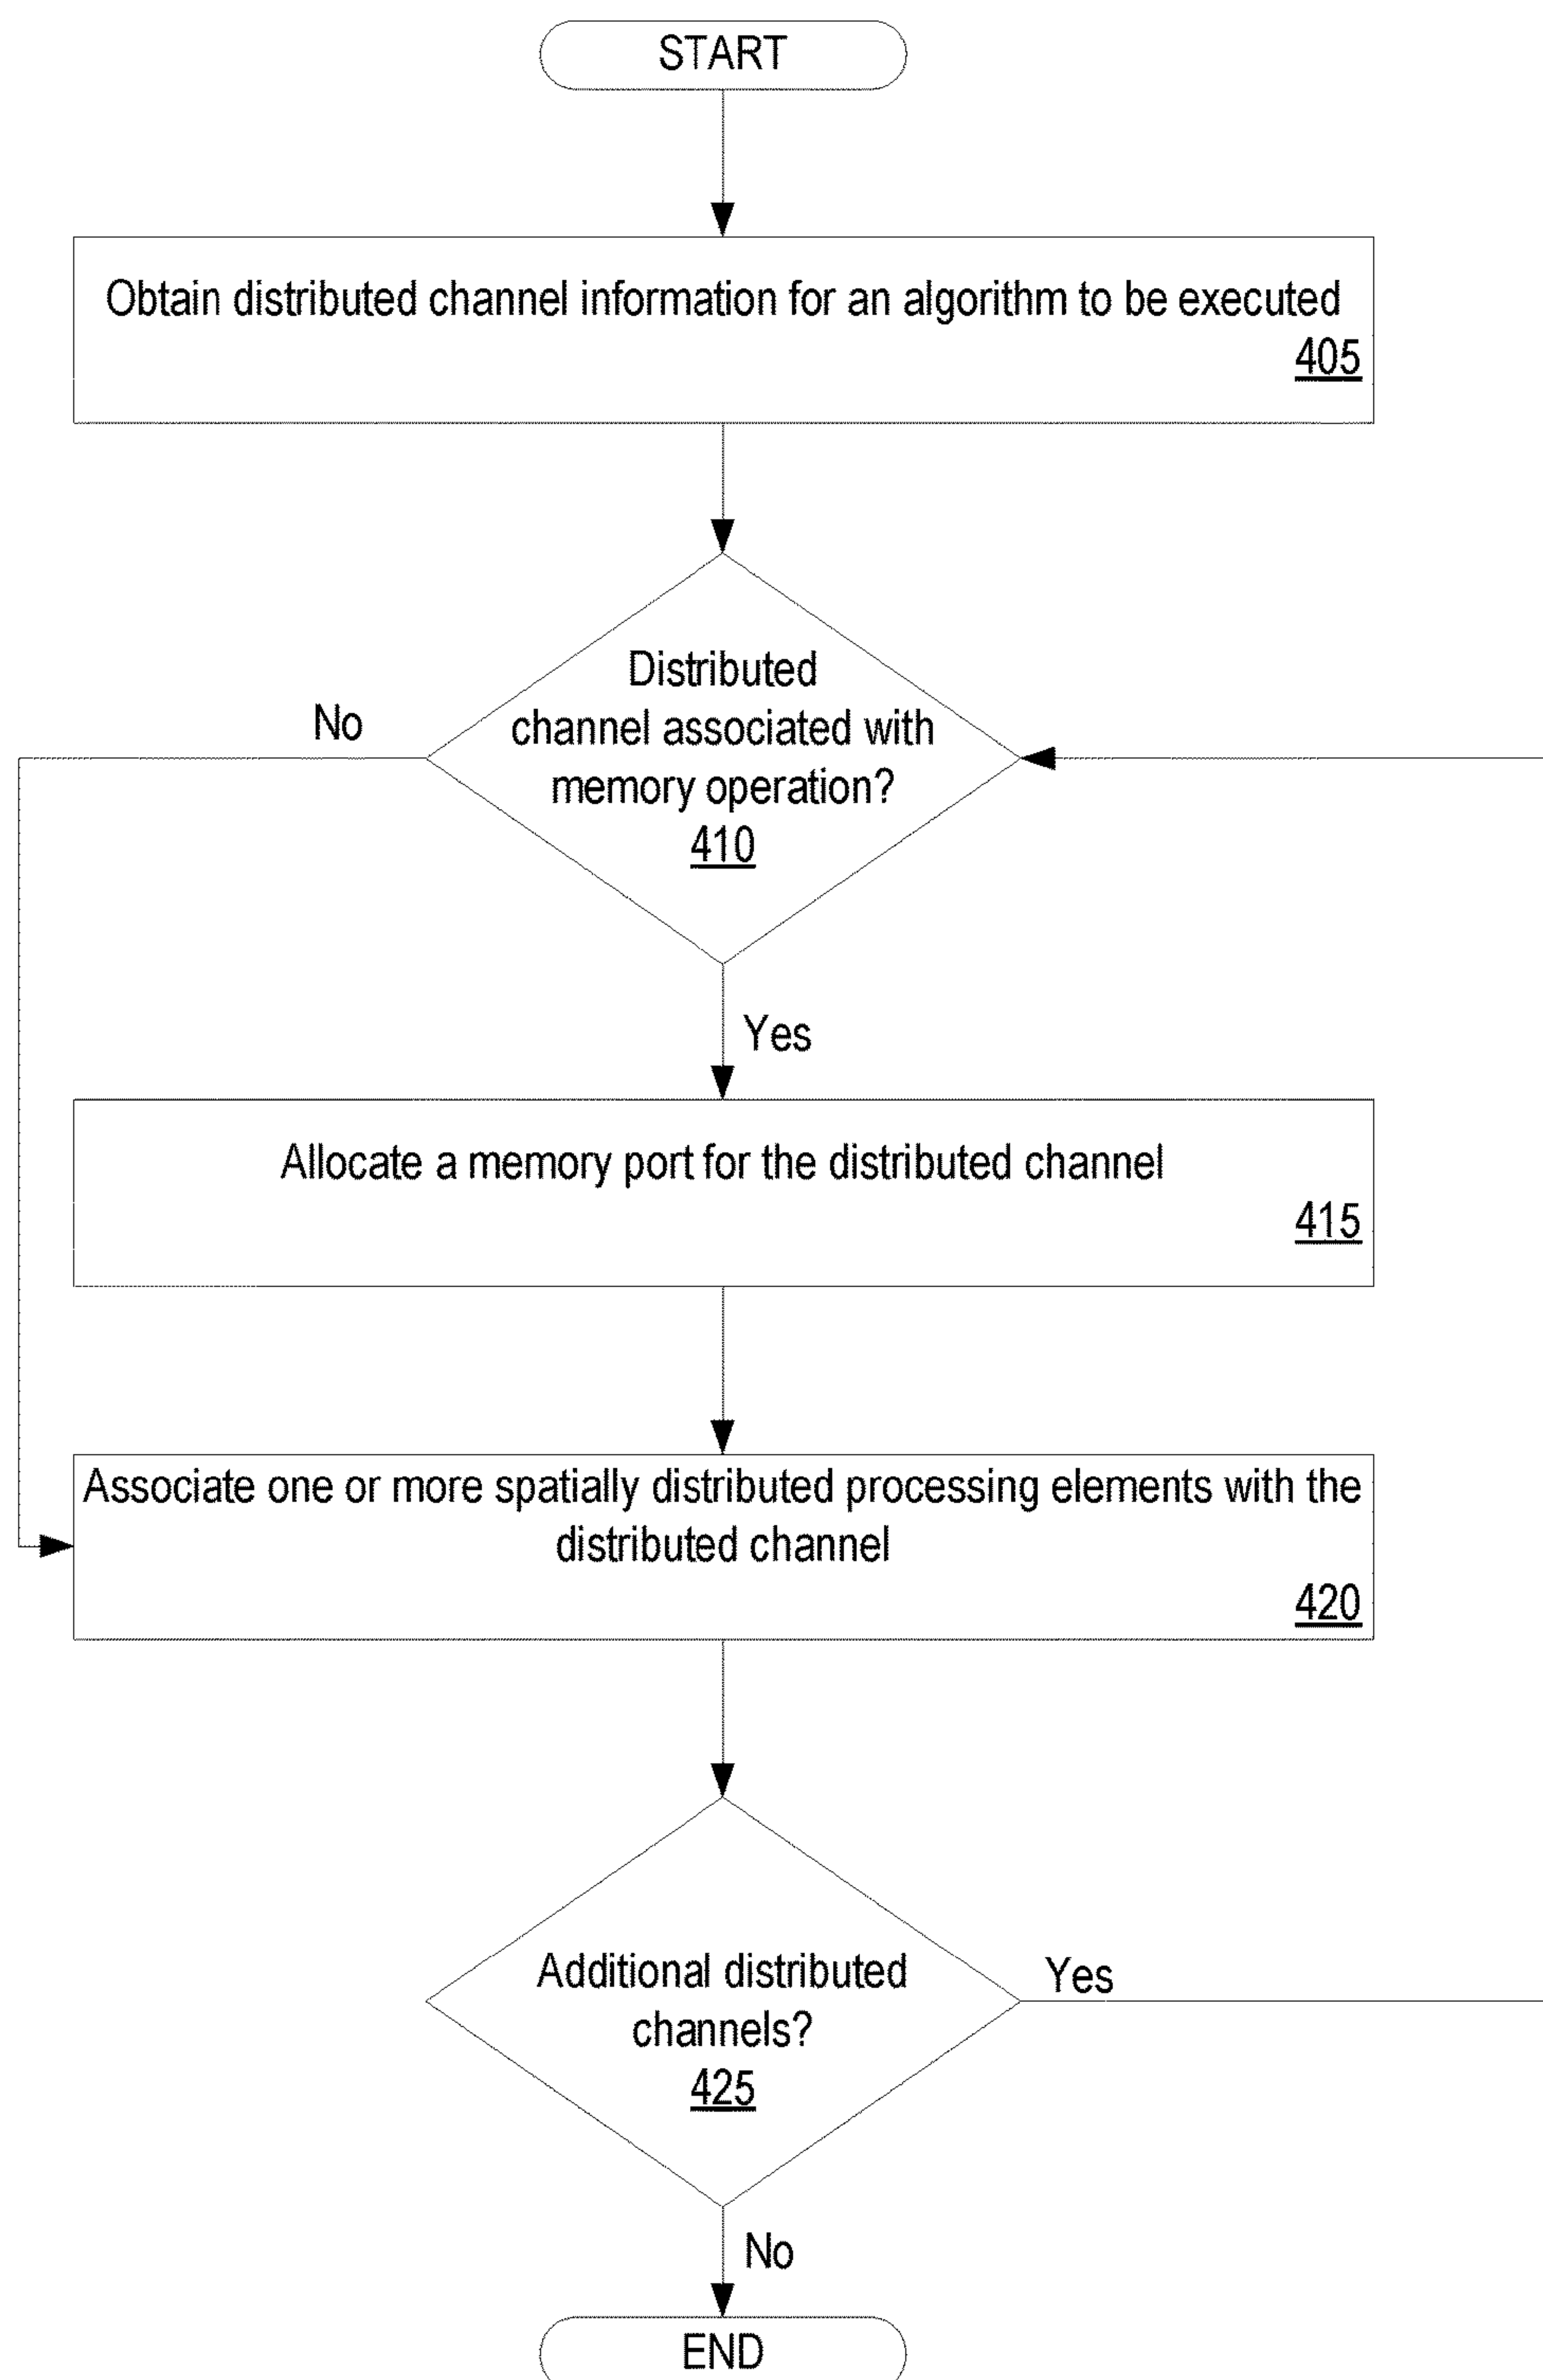 START
Obtain distributed channel information for an algorithm to be executed
405
Distributed
channel associated with
memory operation?
410
No
Yes
Allocate a memory port for the distributed channel
415
Associate one or more spatially distributed processing elements with the
distributed channel
420
Additional distributed
channels?
425
Yes
No
END